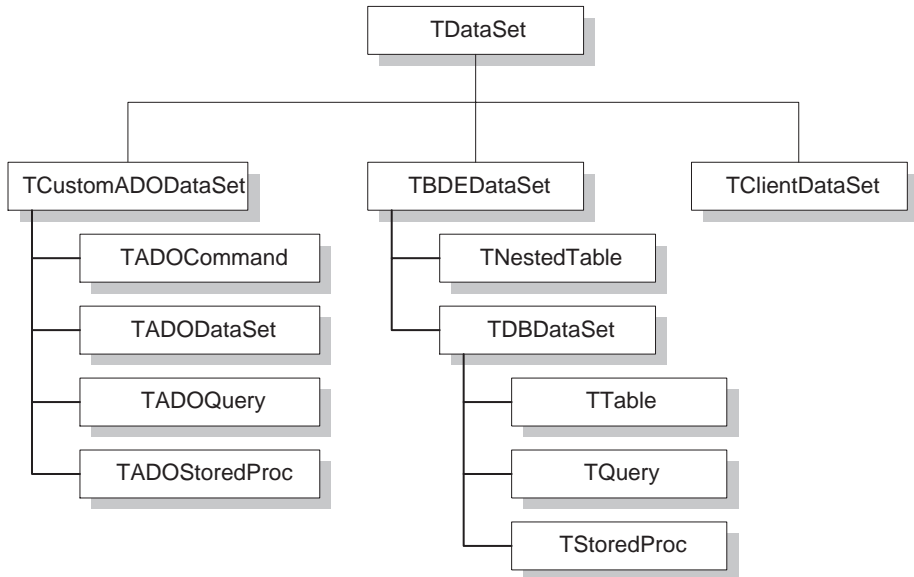 TDataSet
TCustomADODataSet
TBDEDataSet
TClientDataSet
TADOCommand
TNestedTable
TADODataSet
TDBDataSet
TADOQuery
TTable
TADOStoredProc
TQuery
TStoredProc